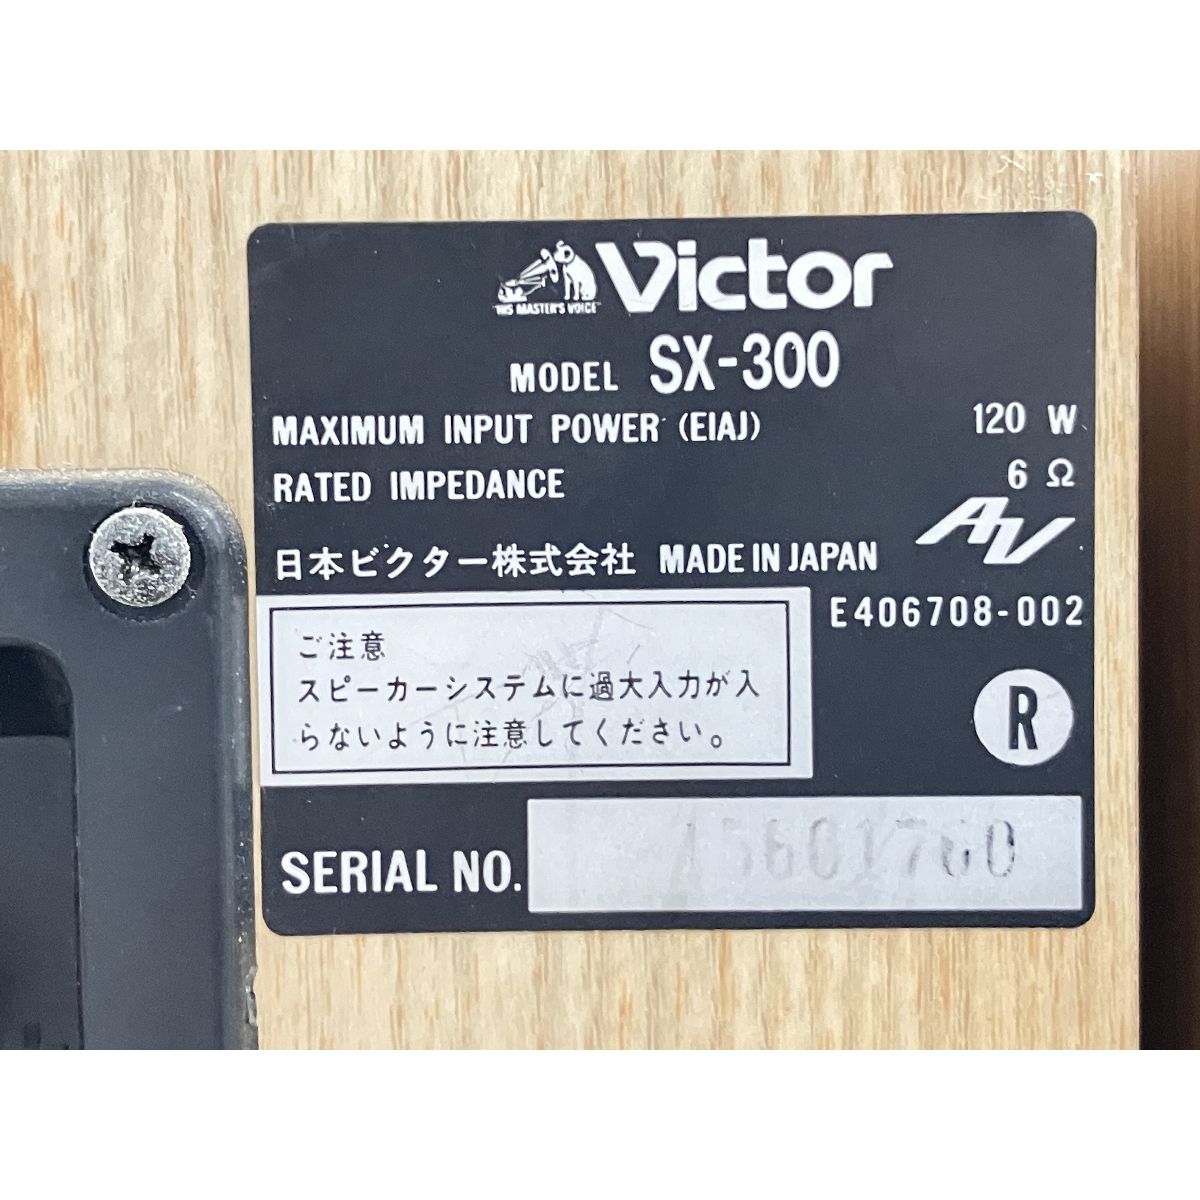 "HIS MASTER'S VOICE" Victor
MODEL SX-300
MAXIMUM INPUT POWER (EIAJ) 120 W
RATED IMPEDANCE 6 Ω
AV
日本ビクター株式会社 MADE IN JAPAN
E406708-002
ご注意
スピーカーシステムに過大入力が入
らないように注意してください。
R
SERIAL NO.